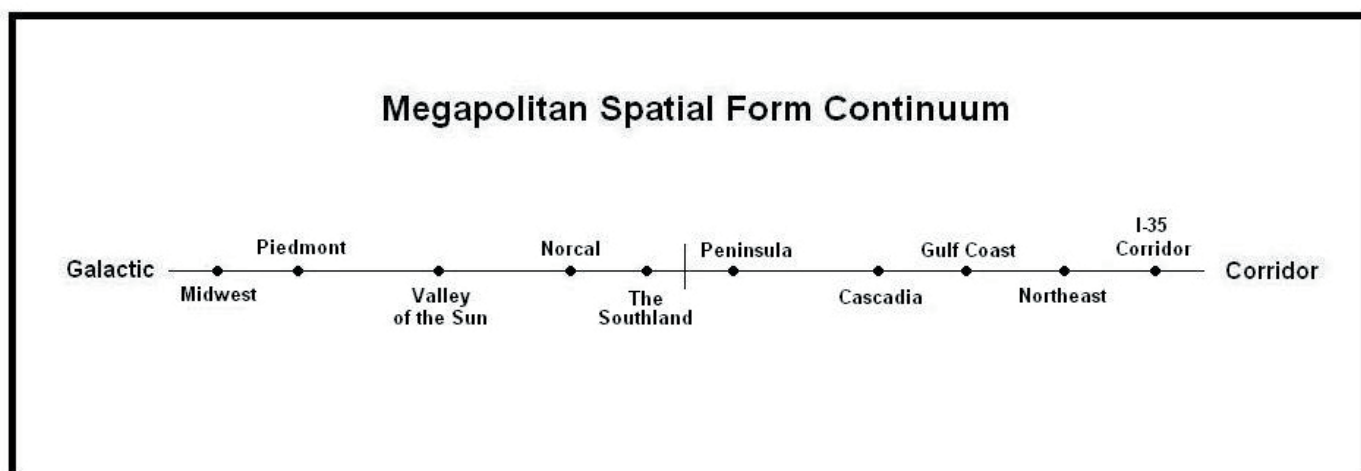 Megapolitan Spatial Form Continuum
Galactic
Midwest
Piedmont
Valley
of the Sun
Norcal
The
Southland
Peninsula
Cascadia
Gulf Coast
Northeast
I-35
Corridor
Corridor